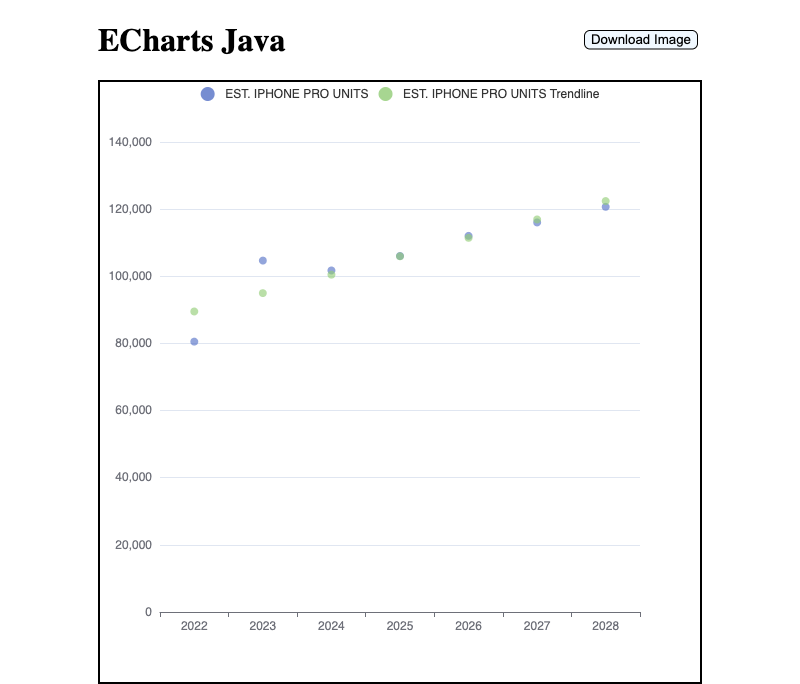 ECharts Java
Download Image
EST. IPHONE PRO UNITS
EST. IPHONE PRO UNITS Trendline
140,000
120,000
100,000
80,000
60,000
40,000
20,000
0
2022 2023 2024 2025 2026 2027 2028